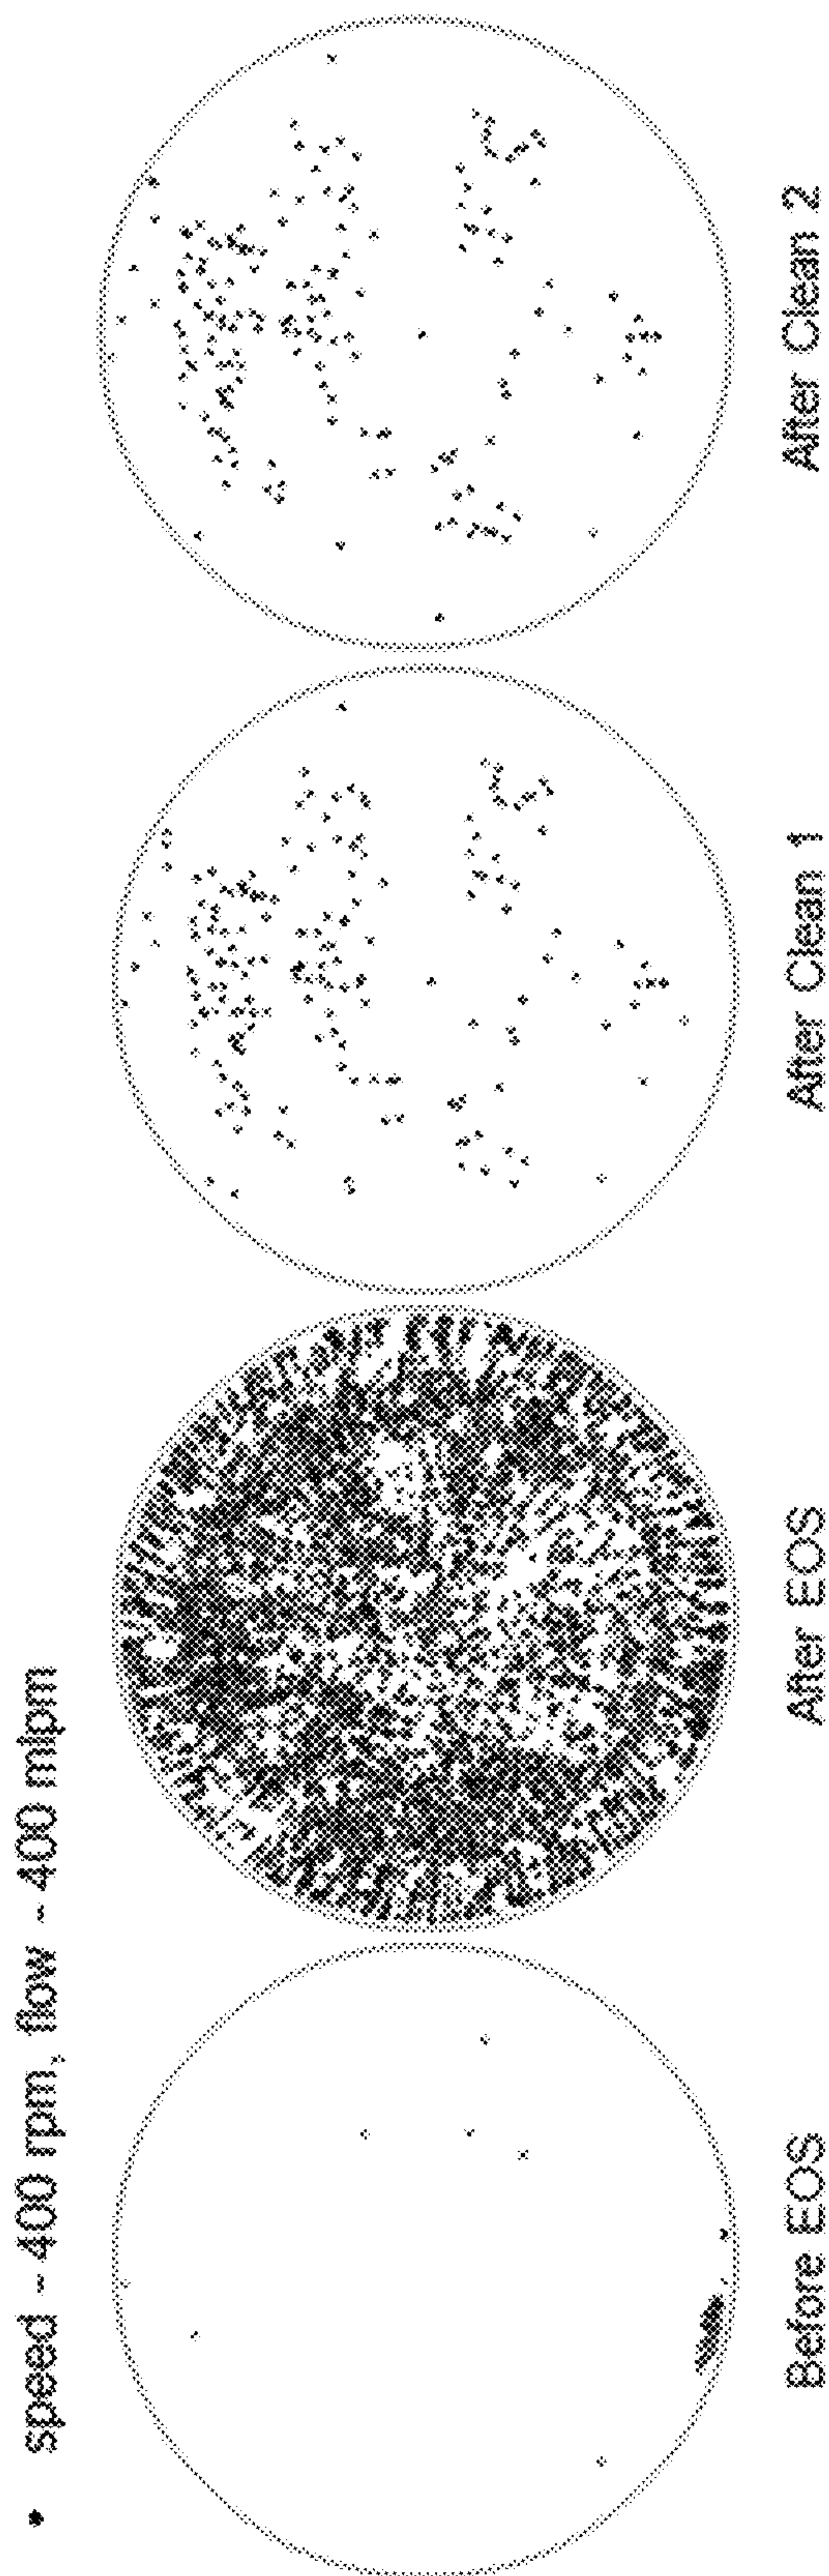 • speed ~ 400 rpm, flow ~ 400 mlpm
Before EOS
After EOS
After Clean 1
After Clean 2